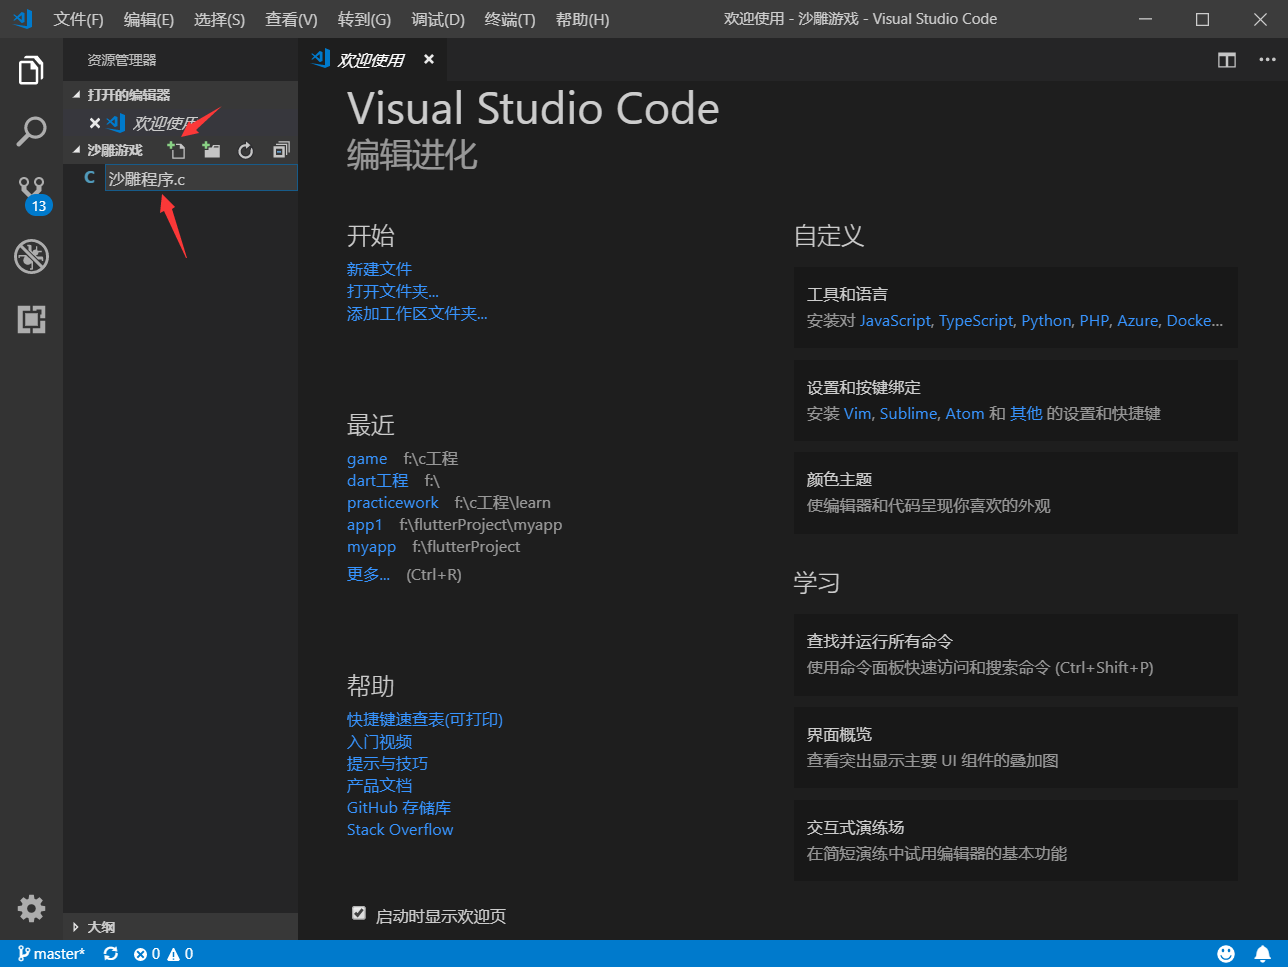 文件(F) 编辑(E) 选择(S) 查看(V) 转到(G) 调试(D) 终端(T) 帮助(H) 欢迎使用 - 沙雕游戏 - Visual Studio Code
资源管理器
打开的编辑器
欢迎使用
沙雕游戏
C 沙雕程序.c
13
大纲
欢迎使用
Visual Studio Code
编辑进化
开始
新建文件
打开文件夹...
添加工作区文件夹...
最近
game f:\c工程
dart工程 f:\
practicework f:\c工程\learn
app1 f:\flutterProject\myapp
myapp f:\flutterProject
更多... (Ctrl+R)
帮助
快捷键速查表(可打印)
入门视频
提示与技巧
产品文档
GitHub 存储库
Stack Overflow
启动时显示欢迎页
自定义
工具和语言
安装对 JavaScript, TypeScript, Python, PHP, Azure, Docke...
设置和按键绑定
安装 Vim, Sublime, Atom 和 其他 的设置和快捷键
颜色主题
使编辑器和代码呈现你喜欢的外观
学习
查找并运行所有命令
使用命令面板快速访问和搜索命令 (Ctrl+Shift+P)
界面概览
查看突出显示主要 UI 组件的叠加图
交互式演练场
在简短演练中试用编辑器的基本功能
master* 0 0